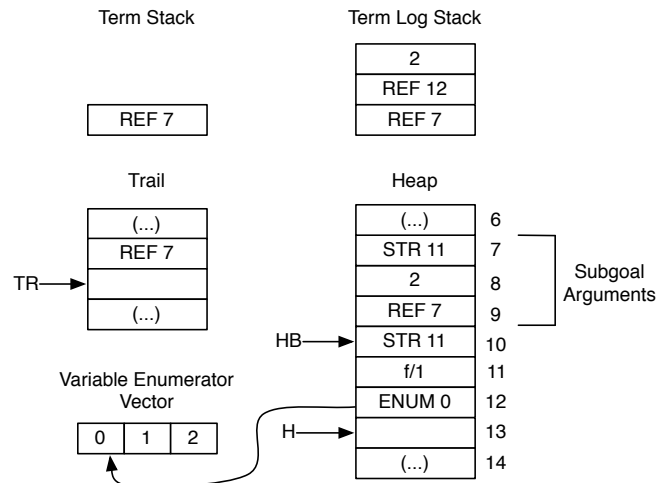 Term Stack
REF 7
Term Log Stack
2
REF 12
REF 7
Trail
(...)
REF 7
TR
(...)
Heap
(...) 6
STR 11 7
2 8
REF 7 9
HB STR 11 10
f/1 11
ENUM 0 12
H 13
(...) 14
Subgoal
Arguments
Variable Enumerator
Vector
0 1 2